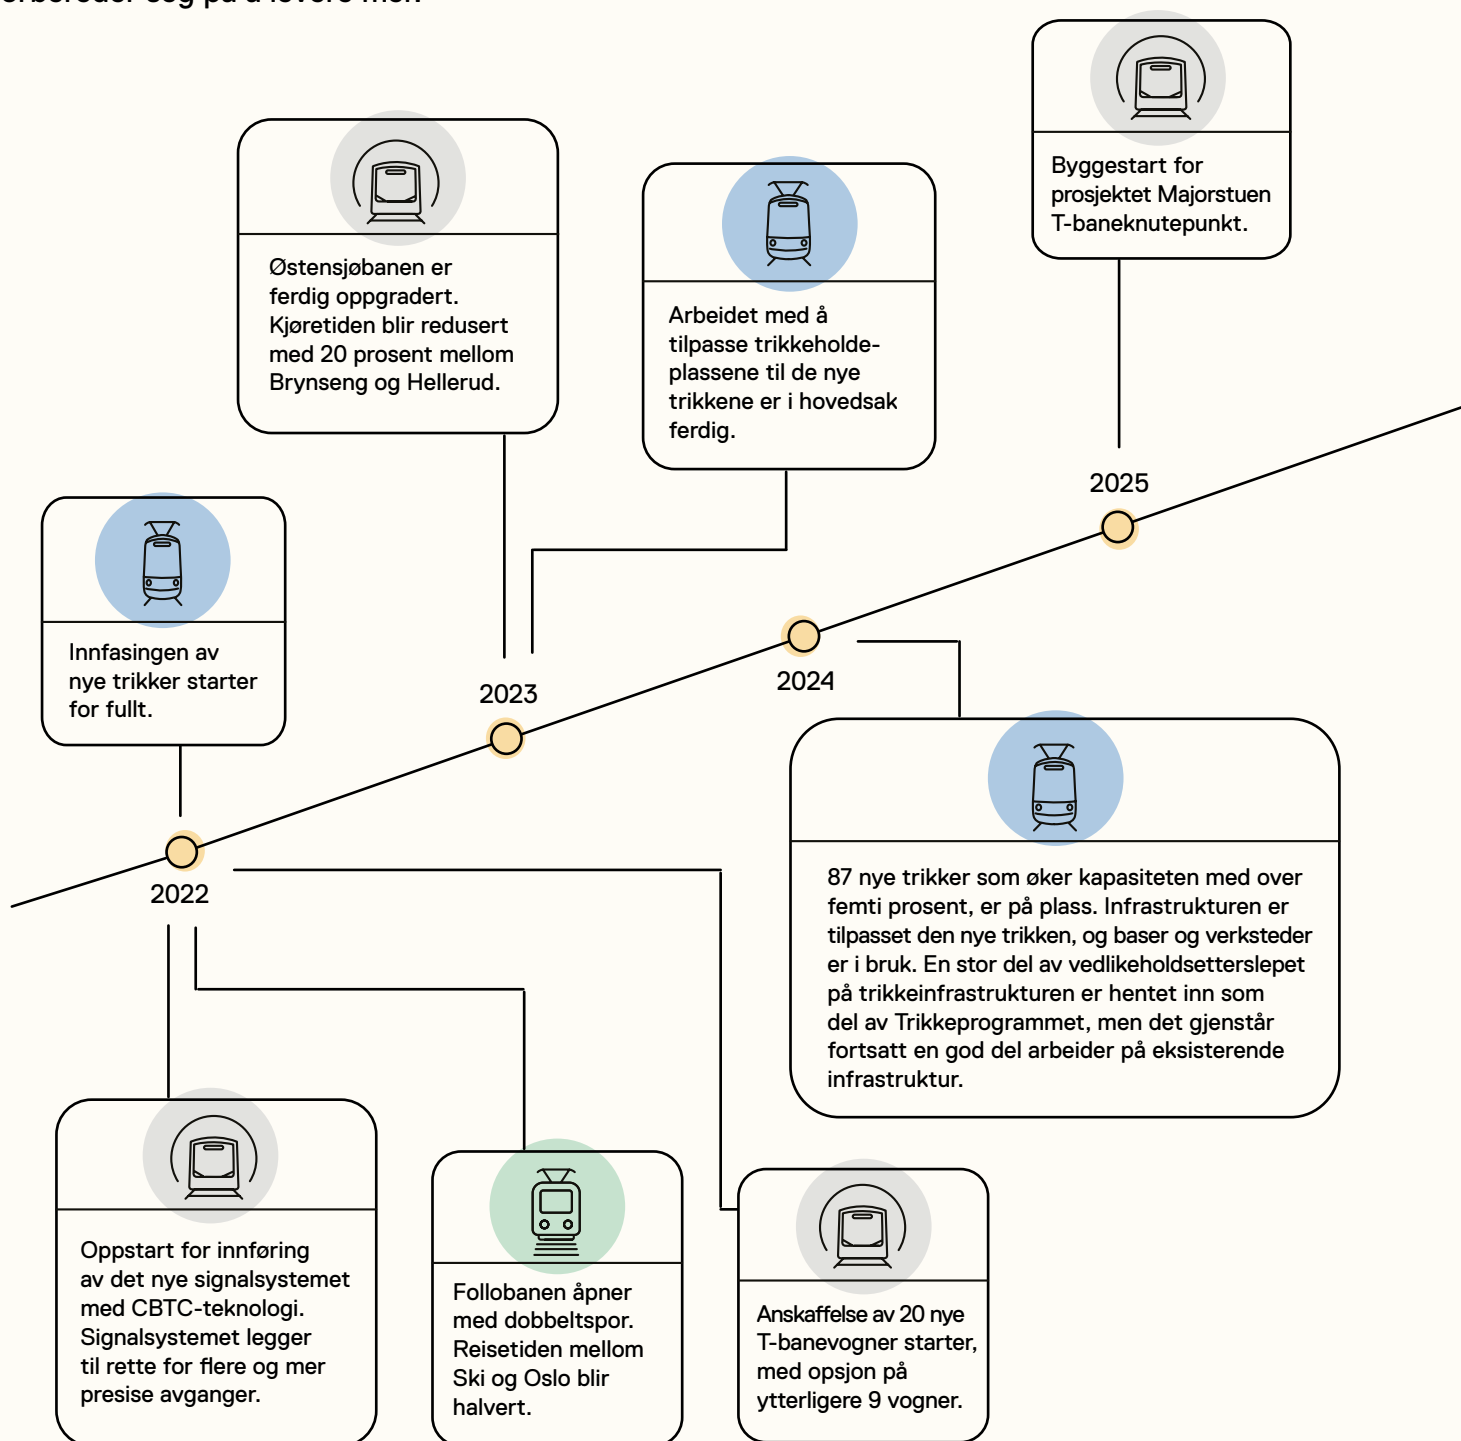 på å levere mer.
Byggestart for
prosjektet Majorstuen
T-baneknutepunkt.
2025
Østensjøbanen er
ferdig oppgradert.
Kjøretiden blir redusert
med 20 prosent mellom
Brynseng og Hellerud.
Arbeidet med å
tilpasse trikkeholde-
plassene til de nye
trikkene er i hovedsak
ferdig.
2023
2024
Innfasingen av
nye trikker starter
for fullt.
2022
87 nye trikker som øker kapasiteten med over
femti prosent, er på plass. Infrastrukturen er
tilpasset den nye trikken, og baser og verksteder
er i bruk. En stor del av vedlikeholdsetterslepet
på trikkeinfrastrukturen er hentet inn som
del av Trikkeprogrammet, men det gjenstår
fortsatt en god del arbeider på eksisterende
infrastruktur.
Oppstart for innføring
av det nye signalsystemet
med CBTC-teknologi.
Signalsystemet legger
til rette for flere og mer
presise avganger.
Follobanen åpner
med dobbeltspor.
Reisetiden mellom
Ski og Oslo blir
halvert.
Anskaffelse av 20 nye
T-banevogner starter,
med opsjon på
ytterligere 9 vogner.